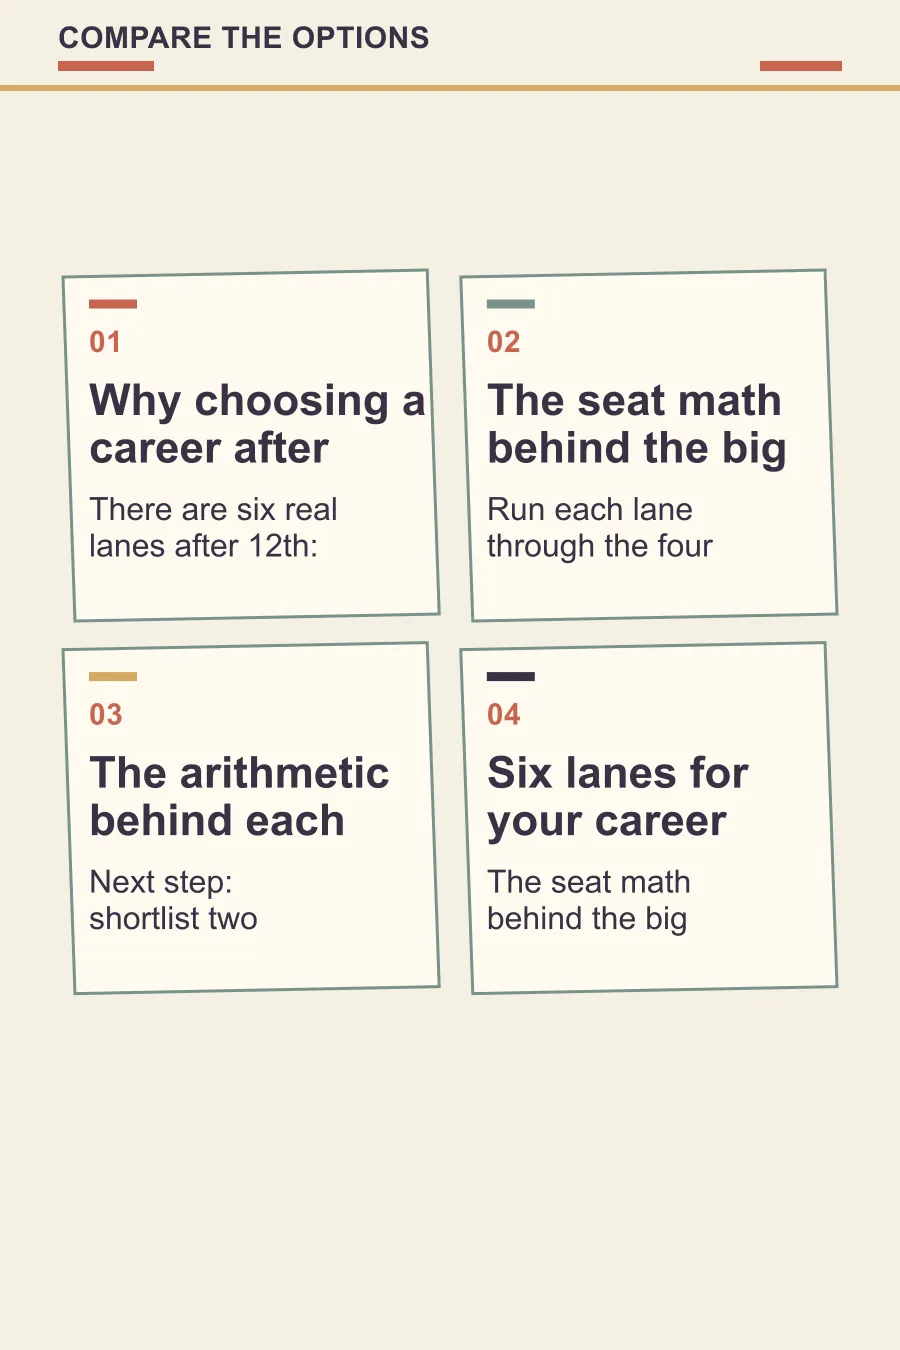 COMPARE THE OPTIONS
01
Why choosing a
career after
There are six real
lanes after 12th:
02
The seat math
behind the big
Run each lane
through the four
03
The arithmetic
behind each
Next step:
shortlist two
04
Six lanes for
your career
The seat math
behind the big